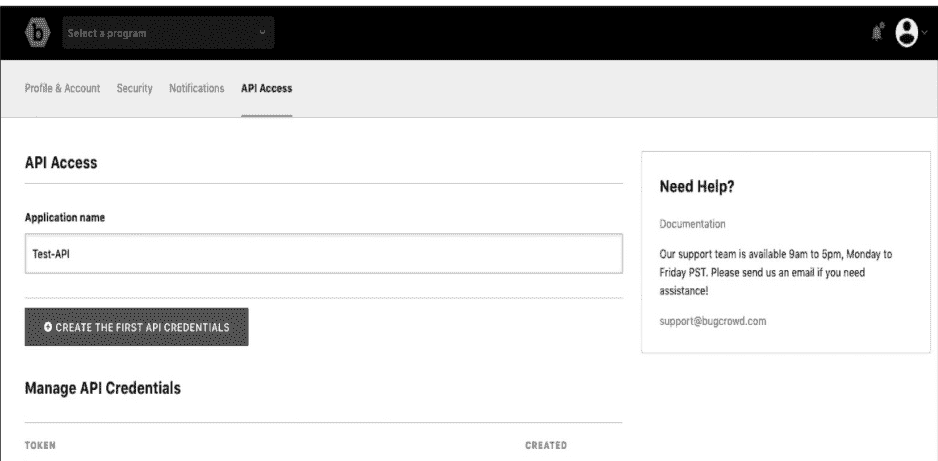 b
Select a program
Profile & Account Security Notifications API Access
API Access
Application name
Test-API
CREATE THE FIRST API CREDENTIALS
Manage API Credentials
TOKEN CREATED
Need Help?
Documentation
Our support team is available 9am to 5pm, Monday to
Friday PST. Please send us an email if you need
assistance!
support@bugcrowd.com